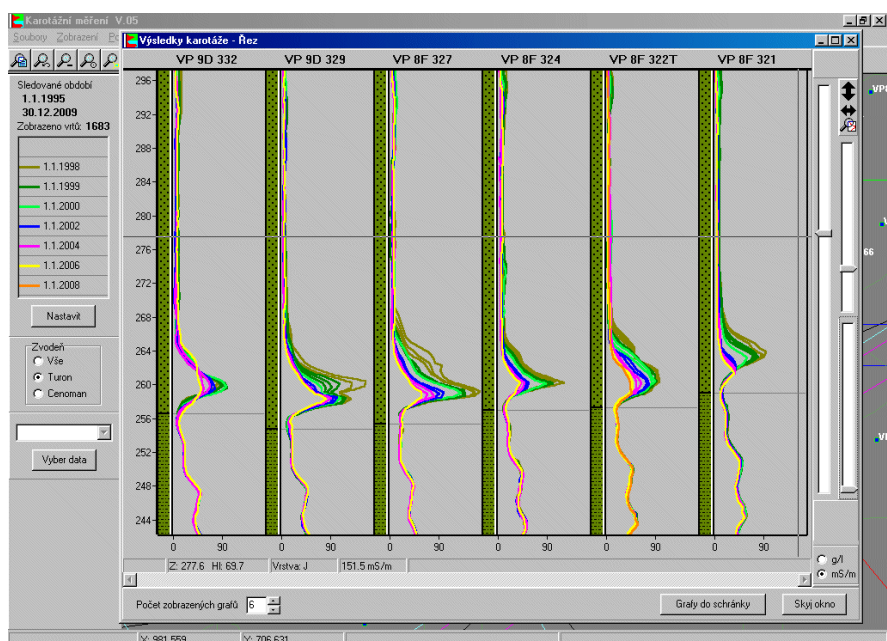 Karotážní měření V.05
Soubory Zobrazení
Výsledky karotáže - Řez
VP 9D 332 VP 9D 329 VP 8F 327 VP 8F 324 VP 8F 322T VP 8F 321
Sledované období
1.1.1995
30.12.2009
Zobrazeno vrtů: 1683
1.1.1998
1.1.1999
1.1.2000
1.1.2002
1.1.2004
1.1.2006
1.1.2008
Nastavit
Zvodeň
Vše
Turon
Cenoman
Vyber data
296
292
288
284
280
276
272
268
264
260
256
252
248
244
0 90 0 90 0 90 0 90 0 90 0 90
66
Z: 277.6 Hl: 69.7 Vrstva: J 151.5 mS/m
g/l
mS/m
Počet zobrazených grafů 6 Grafy do schránky Skyj okno
Y: 706 631